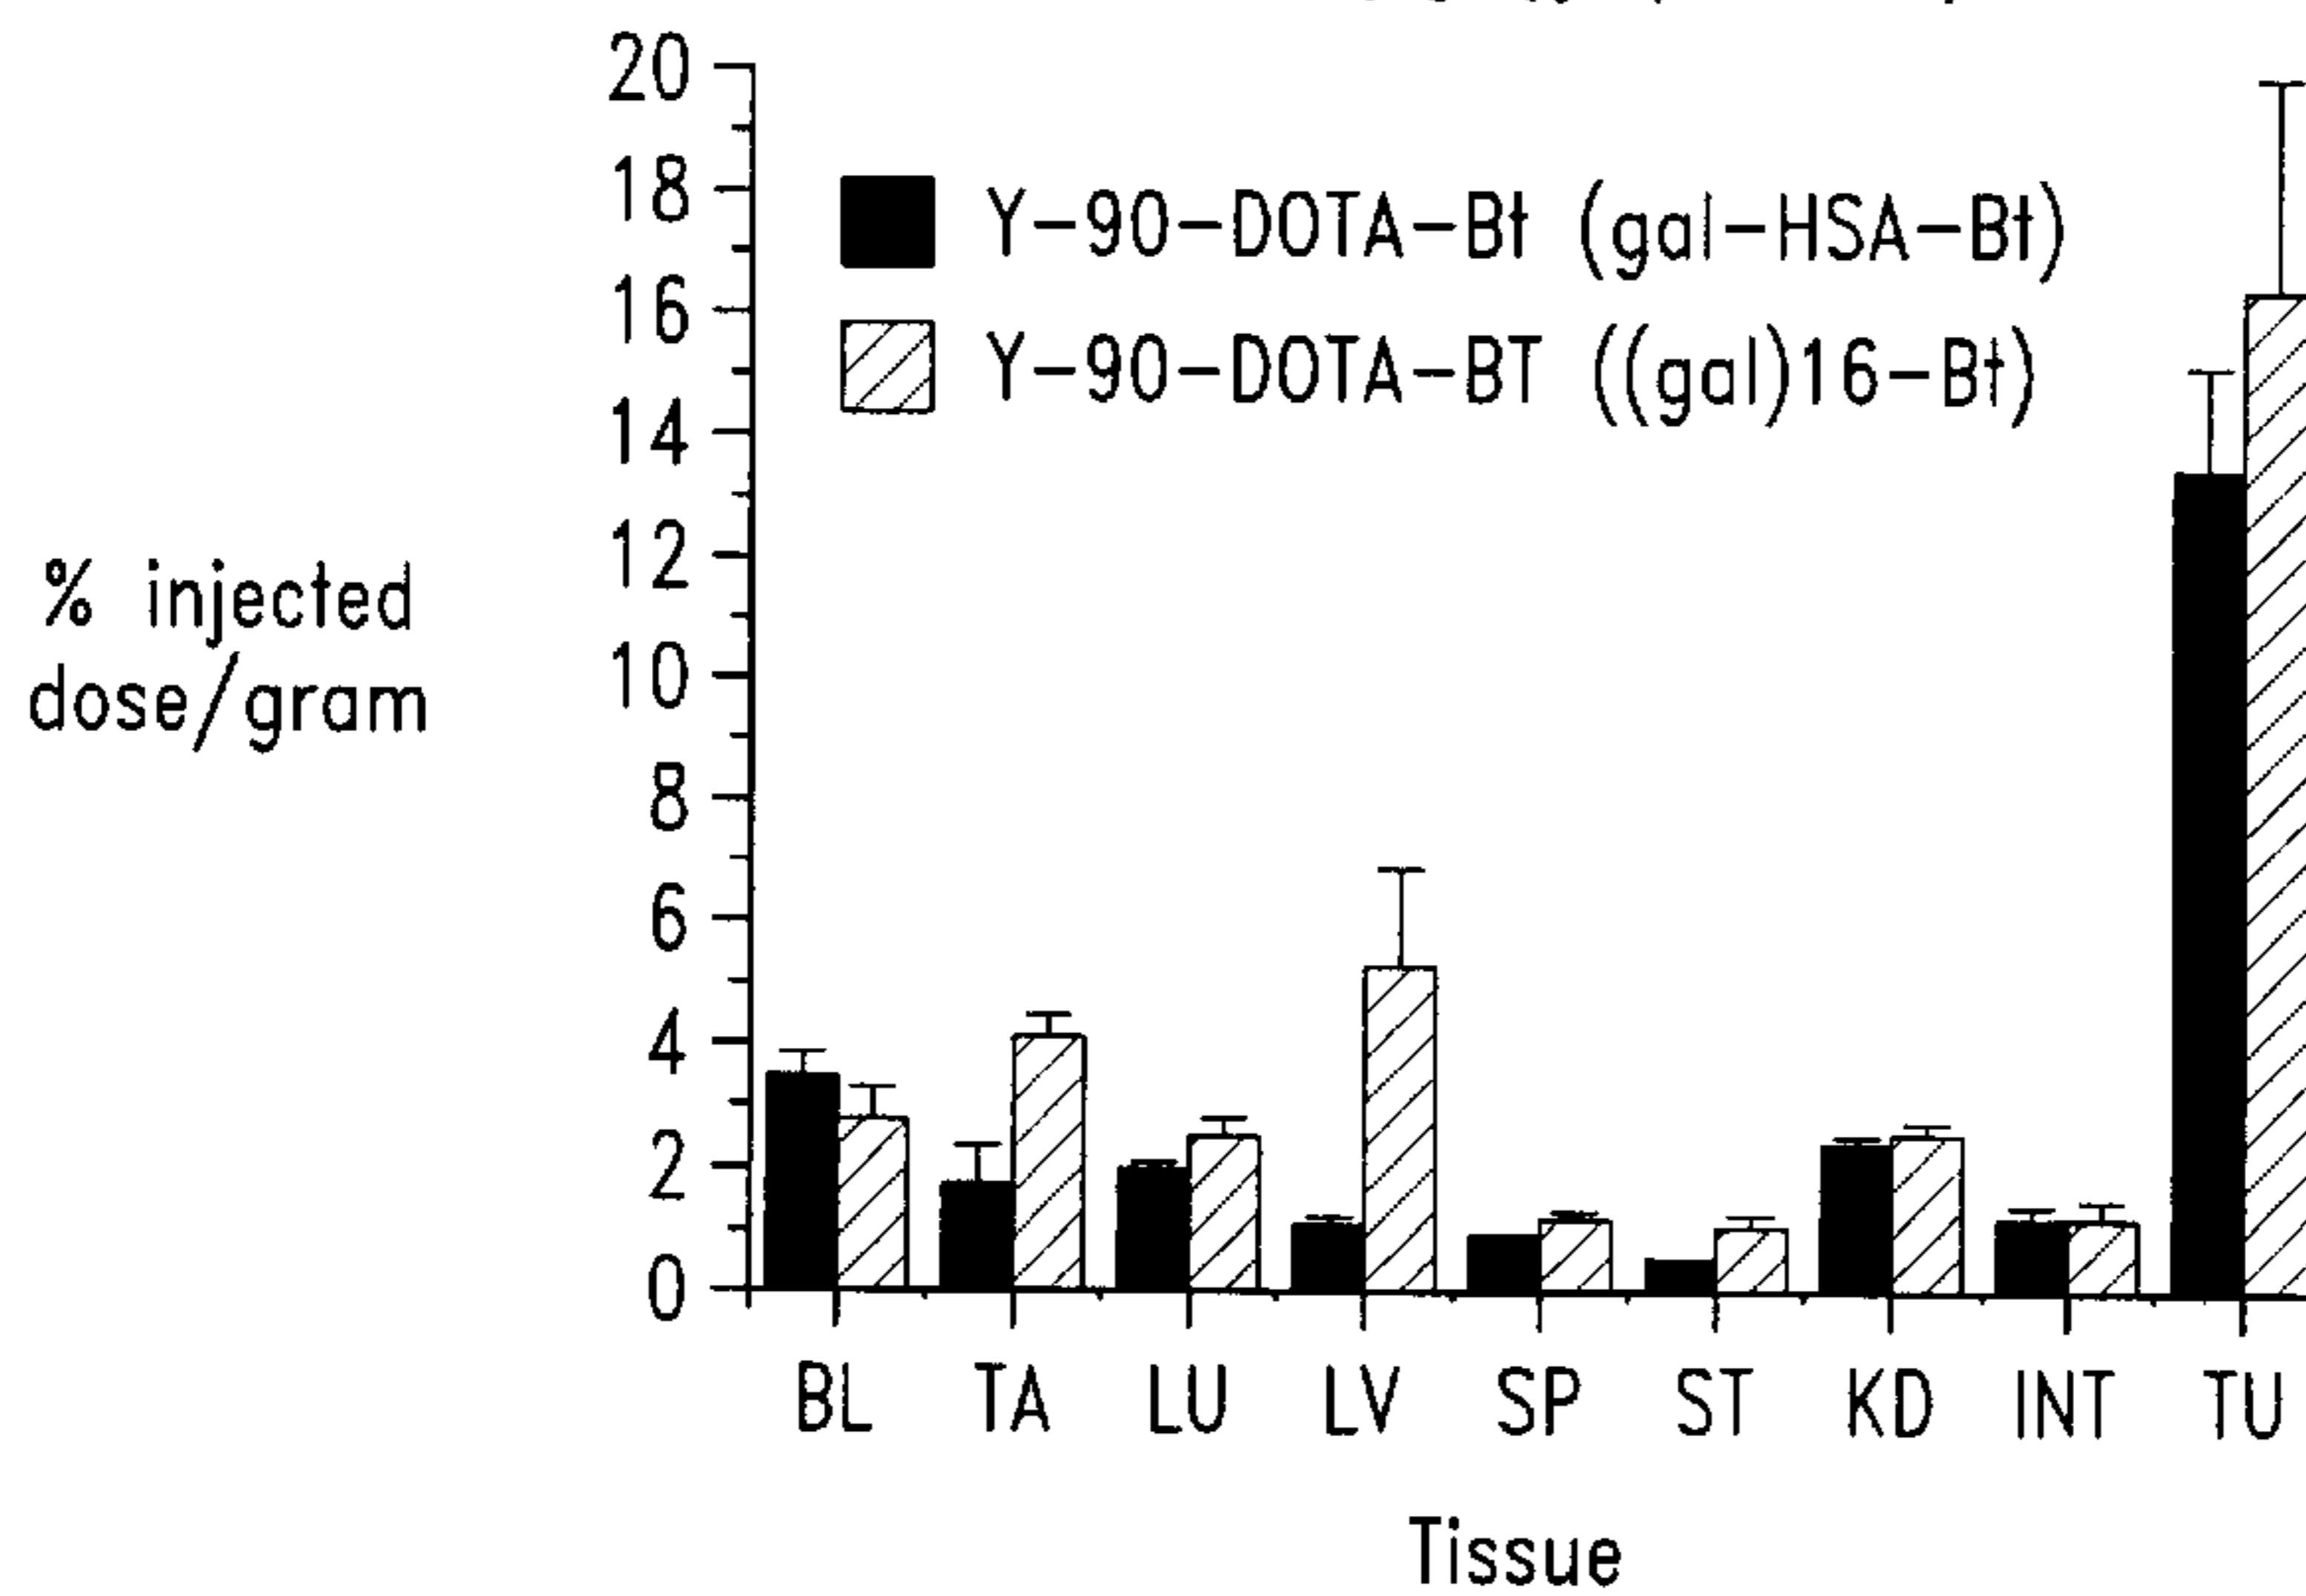 20
18
Y-90-DOTA-Bt (gal-HSA-Bt)
16
Y-90-DOTA-BT ((gal)16-Bt)
14
12
% injected
dose/gram
10
8
6
4
2
0
BL TA LU LV SP ST KD INT TU
Tissue